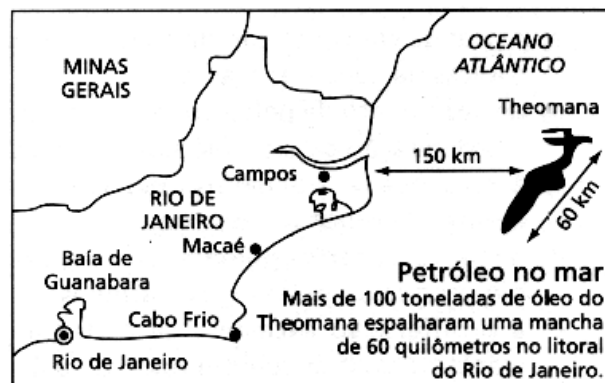 MINAS
GERAIS
OCEANO
ATLÂNTICO
Theomana
150 km
60 km
Campos
RIO DE
JANEIRO
Macaé
Baía de
Guanabara
Cabo Frio
Rio de Janeiro
Petróleo no mar
Mais de 100 toneladas de óleo do
Theomana espalharam uma mancha
de 60 quilômetros no litoral
do Rio de Janeiro.